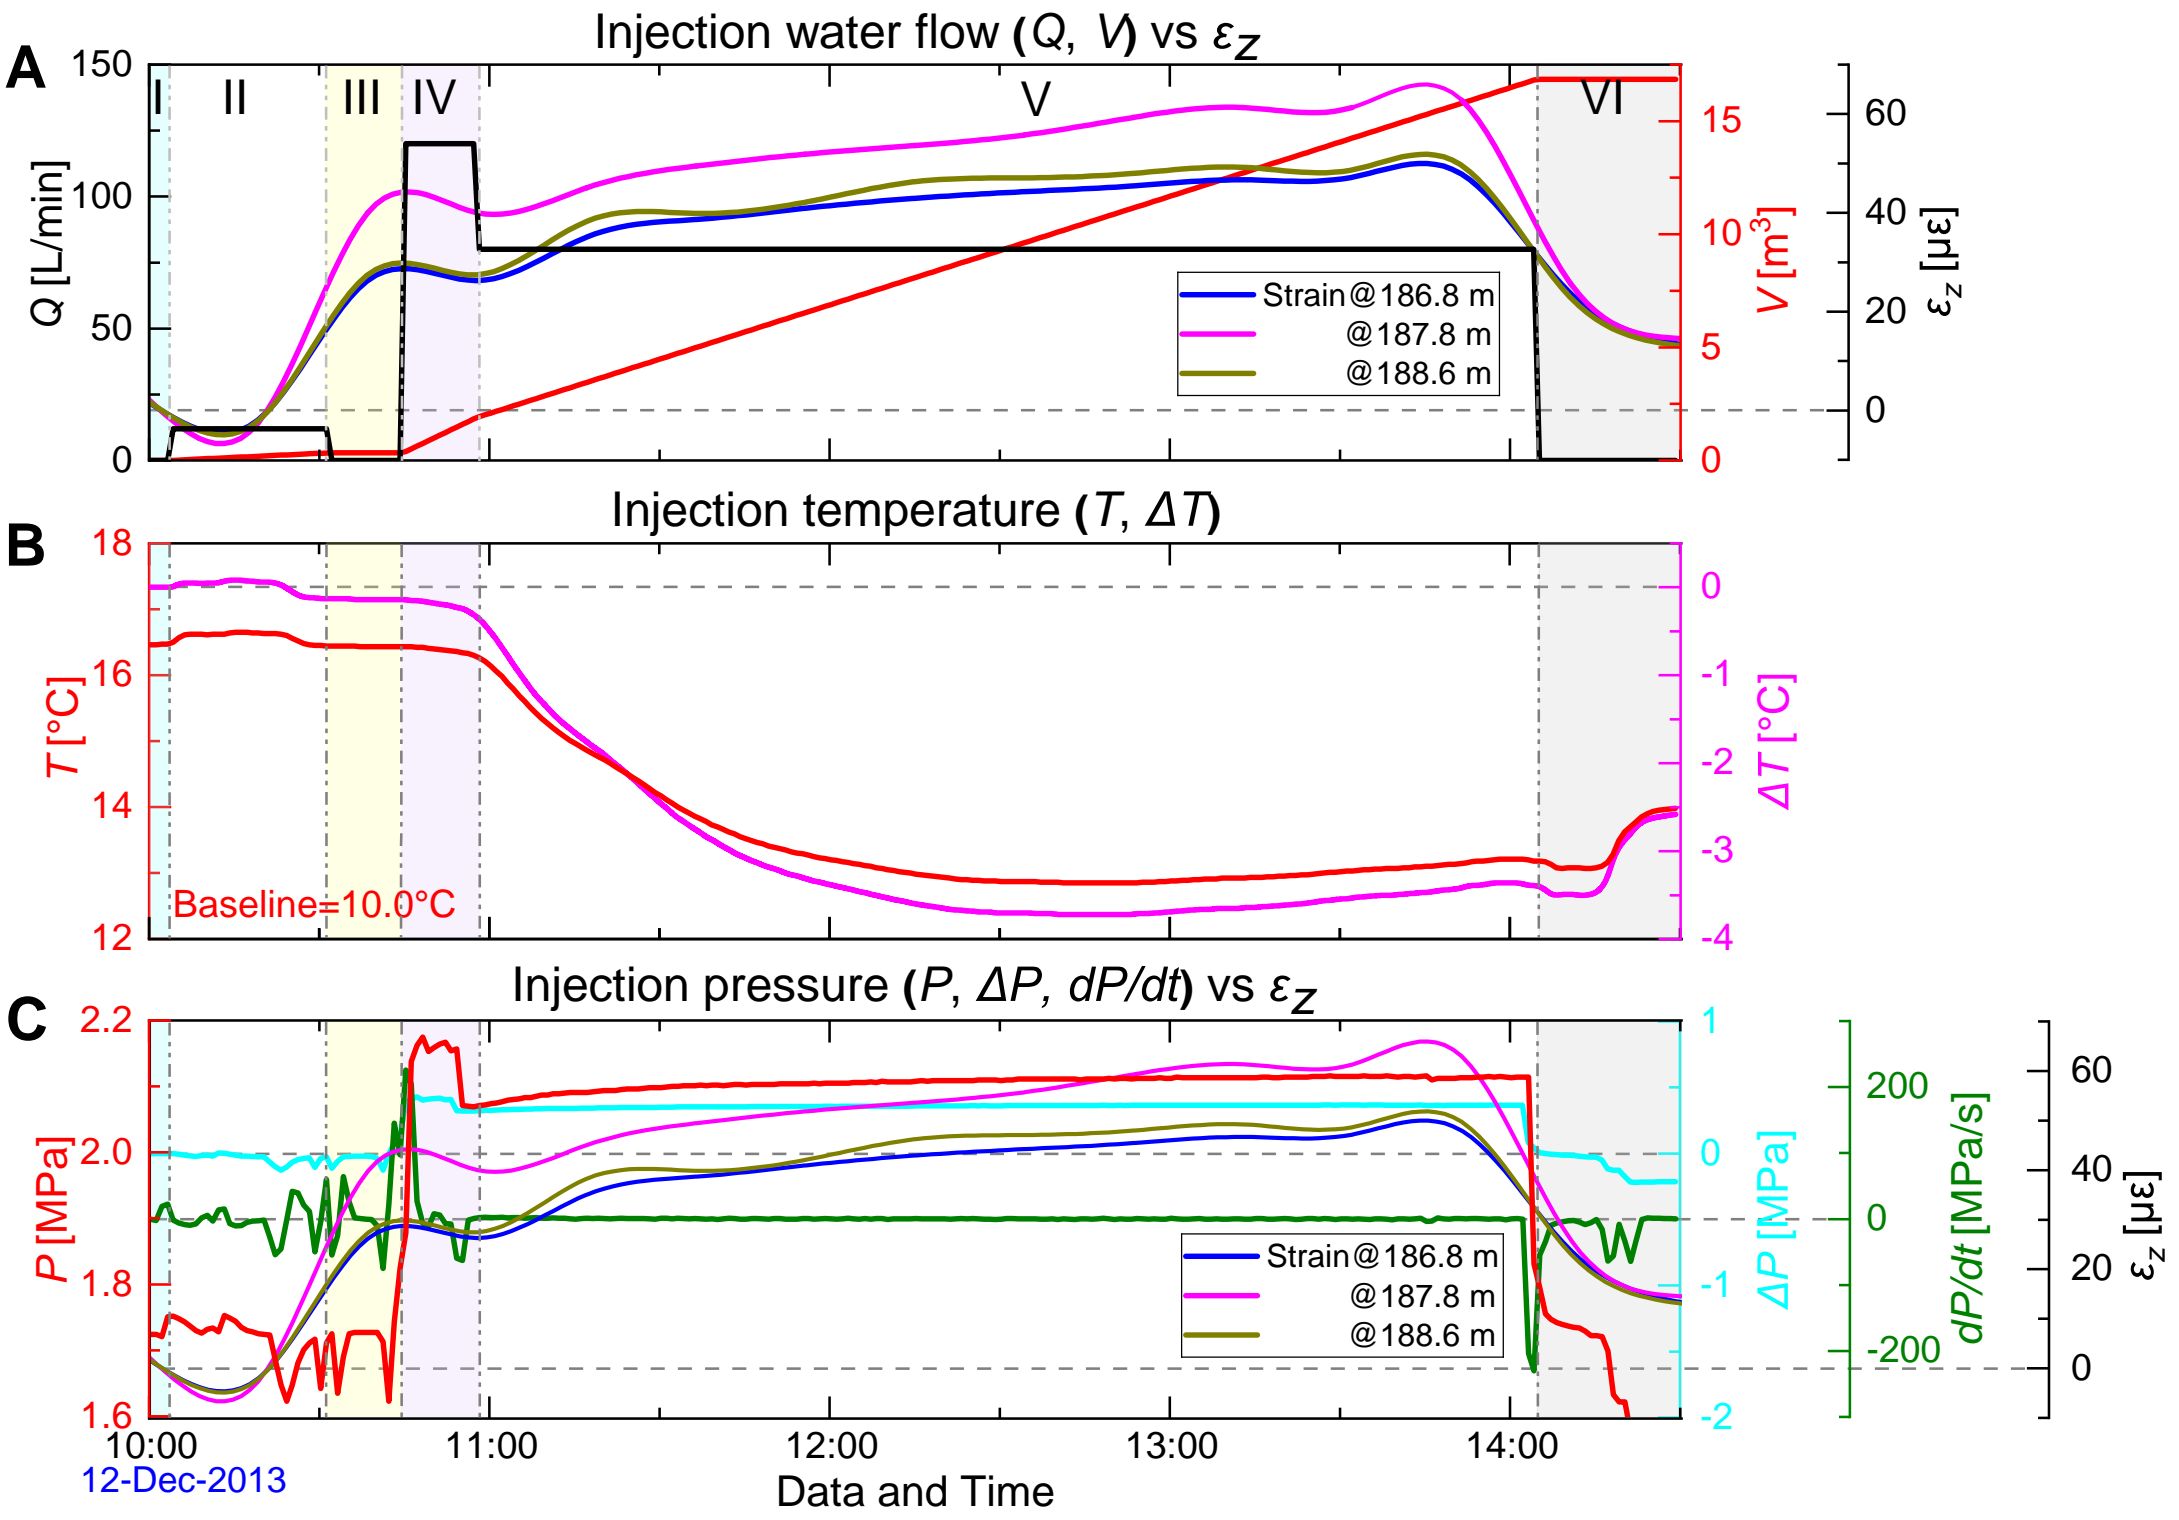 Injection water flow (Q, V) vs εz
A
150
100
50
0
Q [L/min]
I
II
III
IV
V
VI
15
10
5
0
V [m³]
60
40
20
0
εz [με]
Strain@186.8 m
@187.8 m
@188.6 m
Injection temperature (T, ΔT)
B
18
16
14
12
T [°C]
Baseline=10.0°C
0
-1
-2
-3
-4
ΔT [°C]
Injection pressure (P, ΔP, dP/dt) vs εz
C
2.2
2.0
1.8
1.6
P [MPa]
1
0
-1
-2
ΔP [MPa]
200
0
-200
dP/dt [MPa/s]
60
40
20
0
εz [με]
Strain@186.8 m
@187.8 m
@188.6 m
10:00
11:00
12:00
13:00
14:00
12-Dec-2013
Data and Time